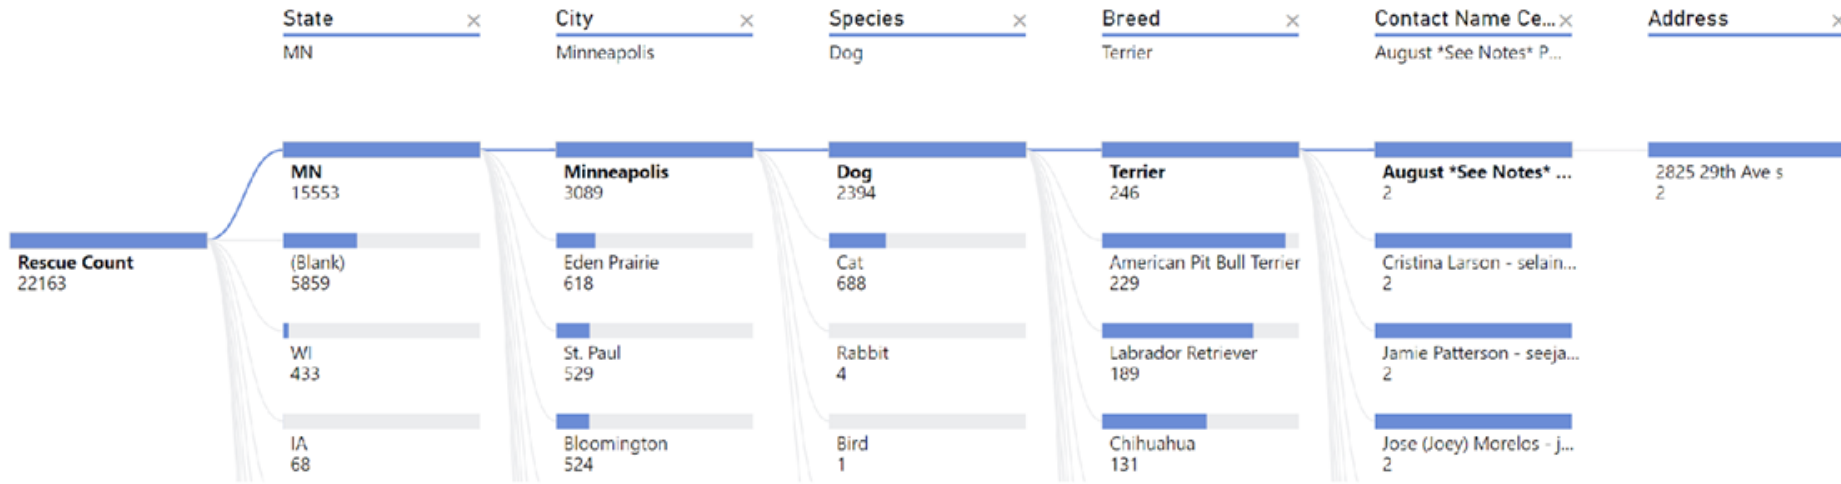 State
City
Species
Breed
Contact Name Ce...
Address
MN
Minneapolis
Dog
Terrier
August *See Notes* P...
MN
15553
Minneapolis
3089
Dog
2394
Terrier
246
August *See Notes* ...
2
2825 29th Ave s
2
Rescue Count
22163
(Blank)
5859
Eden Prairie
618
Cat
688
American Pit Bull Terrier
229
Cristina Larson - selain...
2
WI
433
St. Paul
529
Rabbit
4
Labrador Retriever
189
Jamie Patterson - seeja...
2
IA
68
Bloomington
524
Bird
1
Chihuahua
131
Jose (Joey) Morelos - j...
2